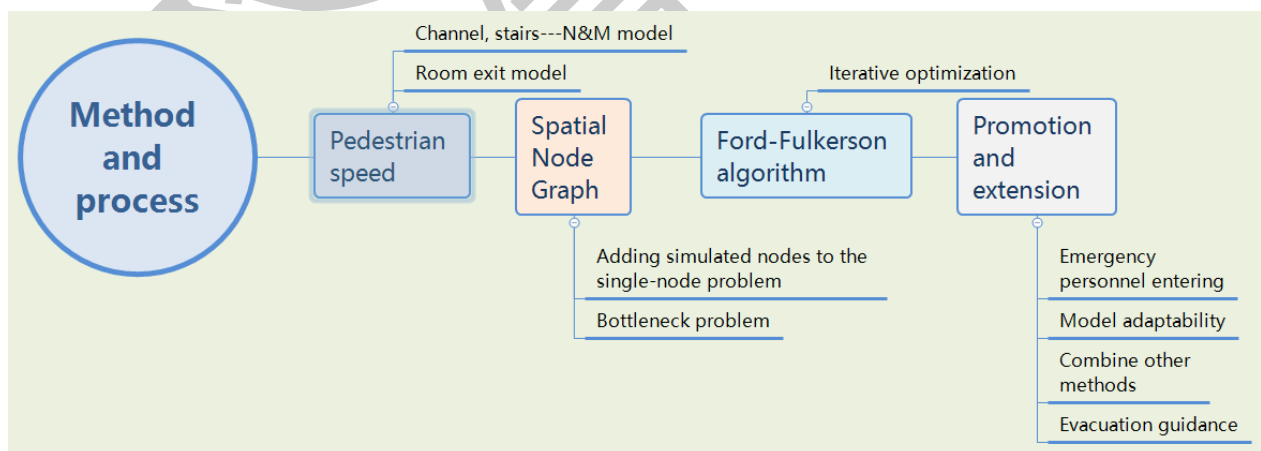 Method
and
process
Channel, stairs---N&M model
Room exit model
Pedestrian
speed
Spatial
Node
Graph
Adding simulated nodes to the
single-node problem
Bottleneck problem
Iterative optimization
Ford-Fulkerson
algorithm
Promotion
and
extension
Emergency
personnel entering
Model adaptability
Combine other
methods
Evacuation guidance